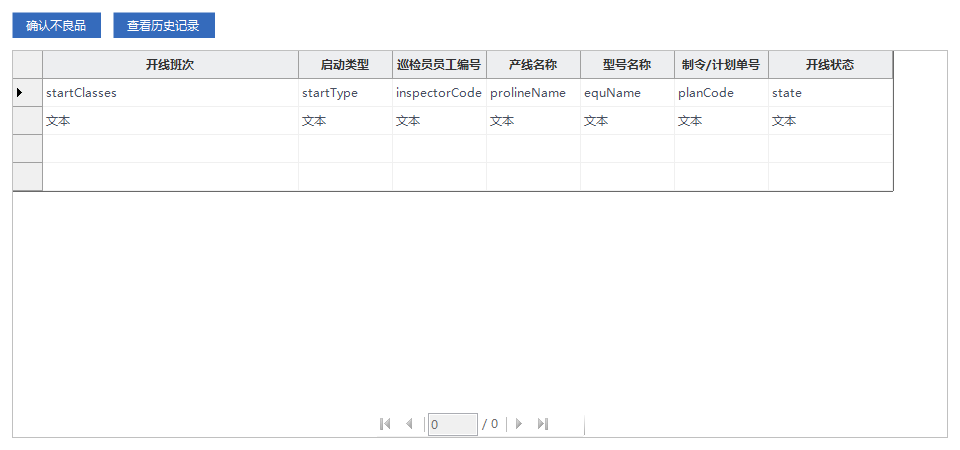 确认不良品 查看历史记录
开线班次 启动类型 巡检员员工编号 产线名称 型号名称 制令/计划单号 开线状态
startClasses startType inspectorCode prolineName equName planCode state
文本 文本 文本 文本 文本 文本 文本
0 / 0